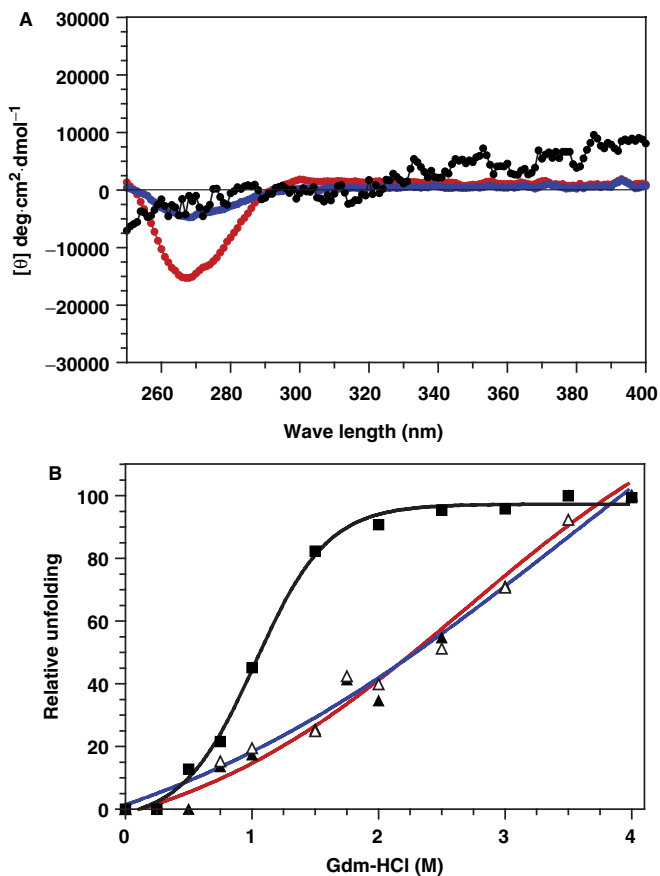 A
30000
20000
10000
0
−10000
−20000
−30000
[θ] deg·cm²·dmol⁻¹
260 280 300 320 340 360 380 400
Wave length (nm)
B
100
80
60
40
20
0
Relative unfolding
0 1 2 3 4
Gdm-HCl (M)